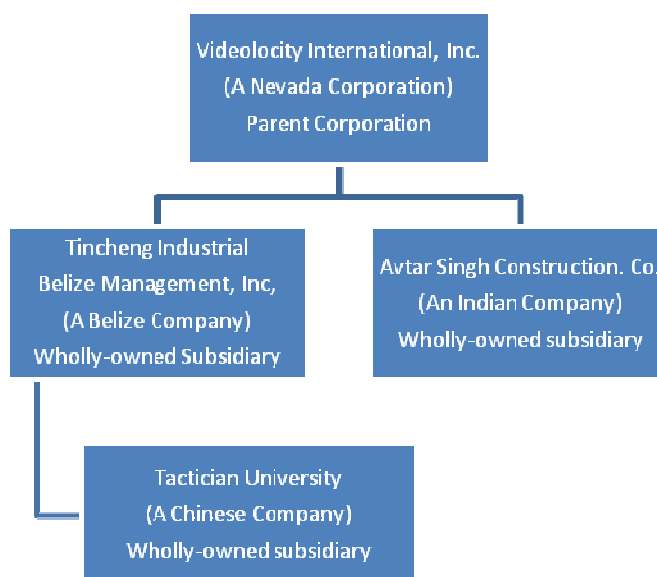 Videolocity International, Inc.
(A Nevada Corporation)
Parent Corporation
Tincheng Industrial
Belize Management, Inc,
(A Belize Company)
Wholly-owned Subsidiary
Avtar Singh Construction. Co.
(An Indian Company)
Wholly-owned subsidiary
Tactician University
(A Chinese Company)
Wholly-owned subsidiary